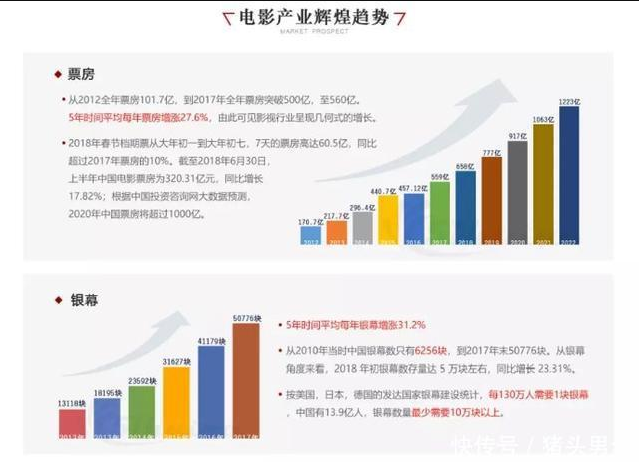 电影产业辉煌趋势
MARKET PROSPECT
票房
从2012全年票房101.7亿，到2017年全年票房突破500亿，至560亿。
5年时间平均每年票房增涨27.6%，由此可见影视行业呈现几何式的增长。
2018年春节档期票从大年初一到大年初七，7天的票房高达60.5亿，同比
超过2017年票房的10%。截至2018年6月30日，
上半年中国电影票房为320.31亿元，同比增长
17.82%；根据中国投资咨询网大数据预测，
2020年中国票房将超过1000亿。
1223亿
1063亿
917亿
777亿
658亿
559亿
457.12亿
440.7亿
296.4亿
217.7亿
170.7亿
2012 2013 2014 2015 2016 2017 2018 2019 2020 2021 2022
银幕
50776块
41179块
31627块
23592块
18195块
13118块
2012年 2013年 2014年 2015年 2016年 2017年
5年时间平均每年银幕增涨31.2%
从2010年当时中国银幕数只有6256块，到2017年末50776块。从银幕
角度来看，2018 年初银幕数存量达 5 万块左右，同比增长 23.31%。
按美国，日本，德国的发达国家银幕建设统计，每130万人需要1块银幕
，中国有13.9亿人，银幕数量最少需要10万块以上。
快传号／猪头男